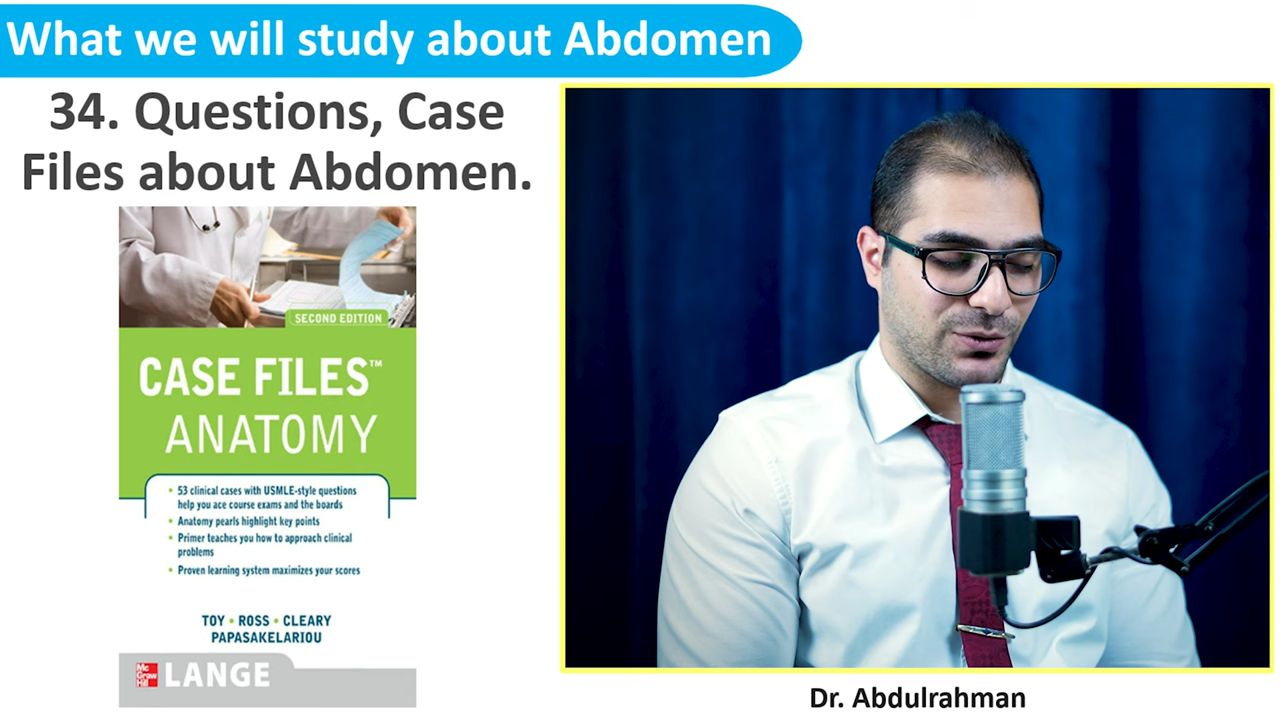 What we will study about Abdomen
34. Questions, Case
Files about Abdomen.
SECOND EDITION
CASE FILES™
ANATOMY
• 53 clinical cases with USMLE-style questions
help you ace course exams and the boards
• Anatomy pearls highlight key points
• Primer teaches you how to approach clinical
problems
• Proven learning system maximizes your scores
TOY • ROSS • CLEARY
PAPASAKELARIOU
Mc
Graw
Hill
LANGE
Dr. Abdulrahman